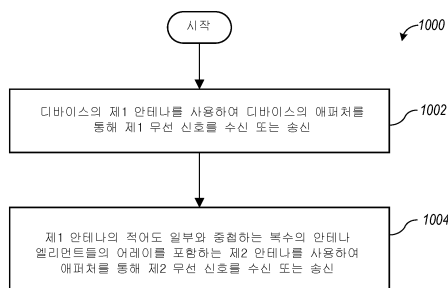 시작
1000
디바이스의 제1 안테나를 사용하여 디바이스의 애퍼처를
통해 제1 무선 신호를 수신 또는 송신
1002
제1 안테나의 적어도 일부와 중첩하는 복수의 안테나
엘리먼트들의 어레이를 포함하는 제2 안테나를 사용하여
애퍼처를 통해 제2 무선 신호를 수신 또는 송신
1004